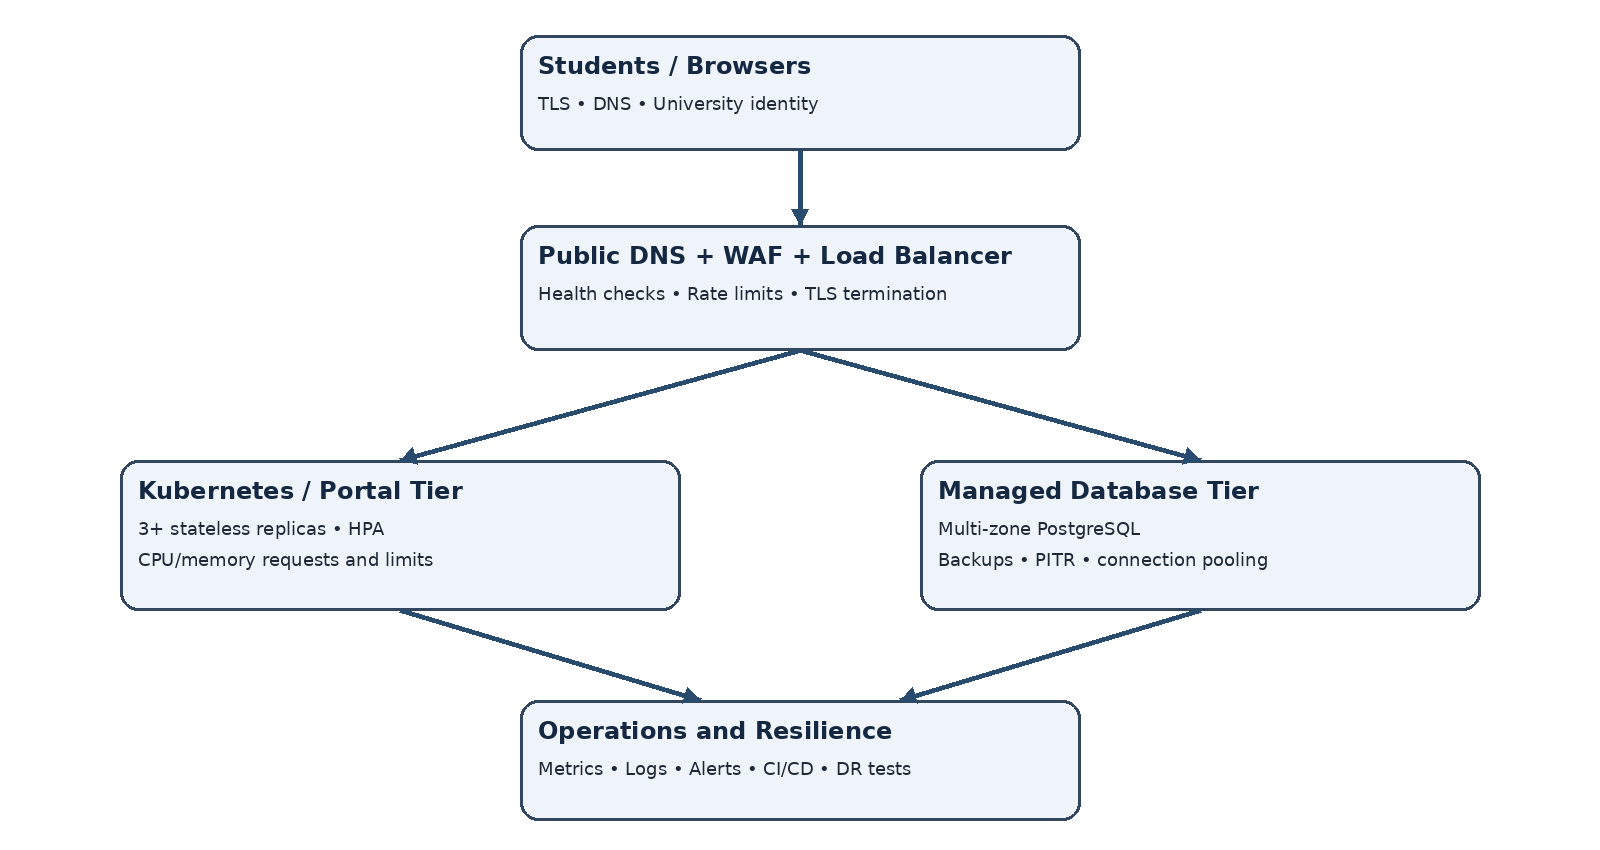 Students / Browsers
TLS • DNS • University identity
Public DNS + WAF + Load Balancer
Health checks • Rate limits • TLS termination
Kubernetes / Portal Tier
3+ stateless replicas • HPA
CPU/memory requests and limits
Managed Database Tier
Multi-zone PostgreSQL
Backups • PITR • connection pooling
Operations and Resilience
Metrics • Logs • Alerts • CI/CD • DR tests